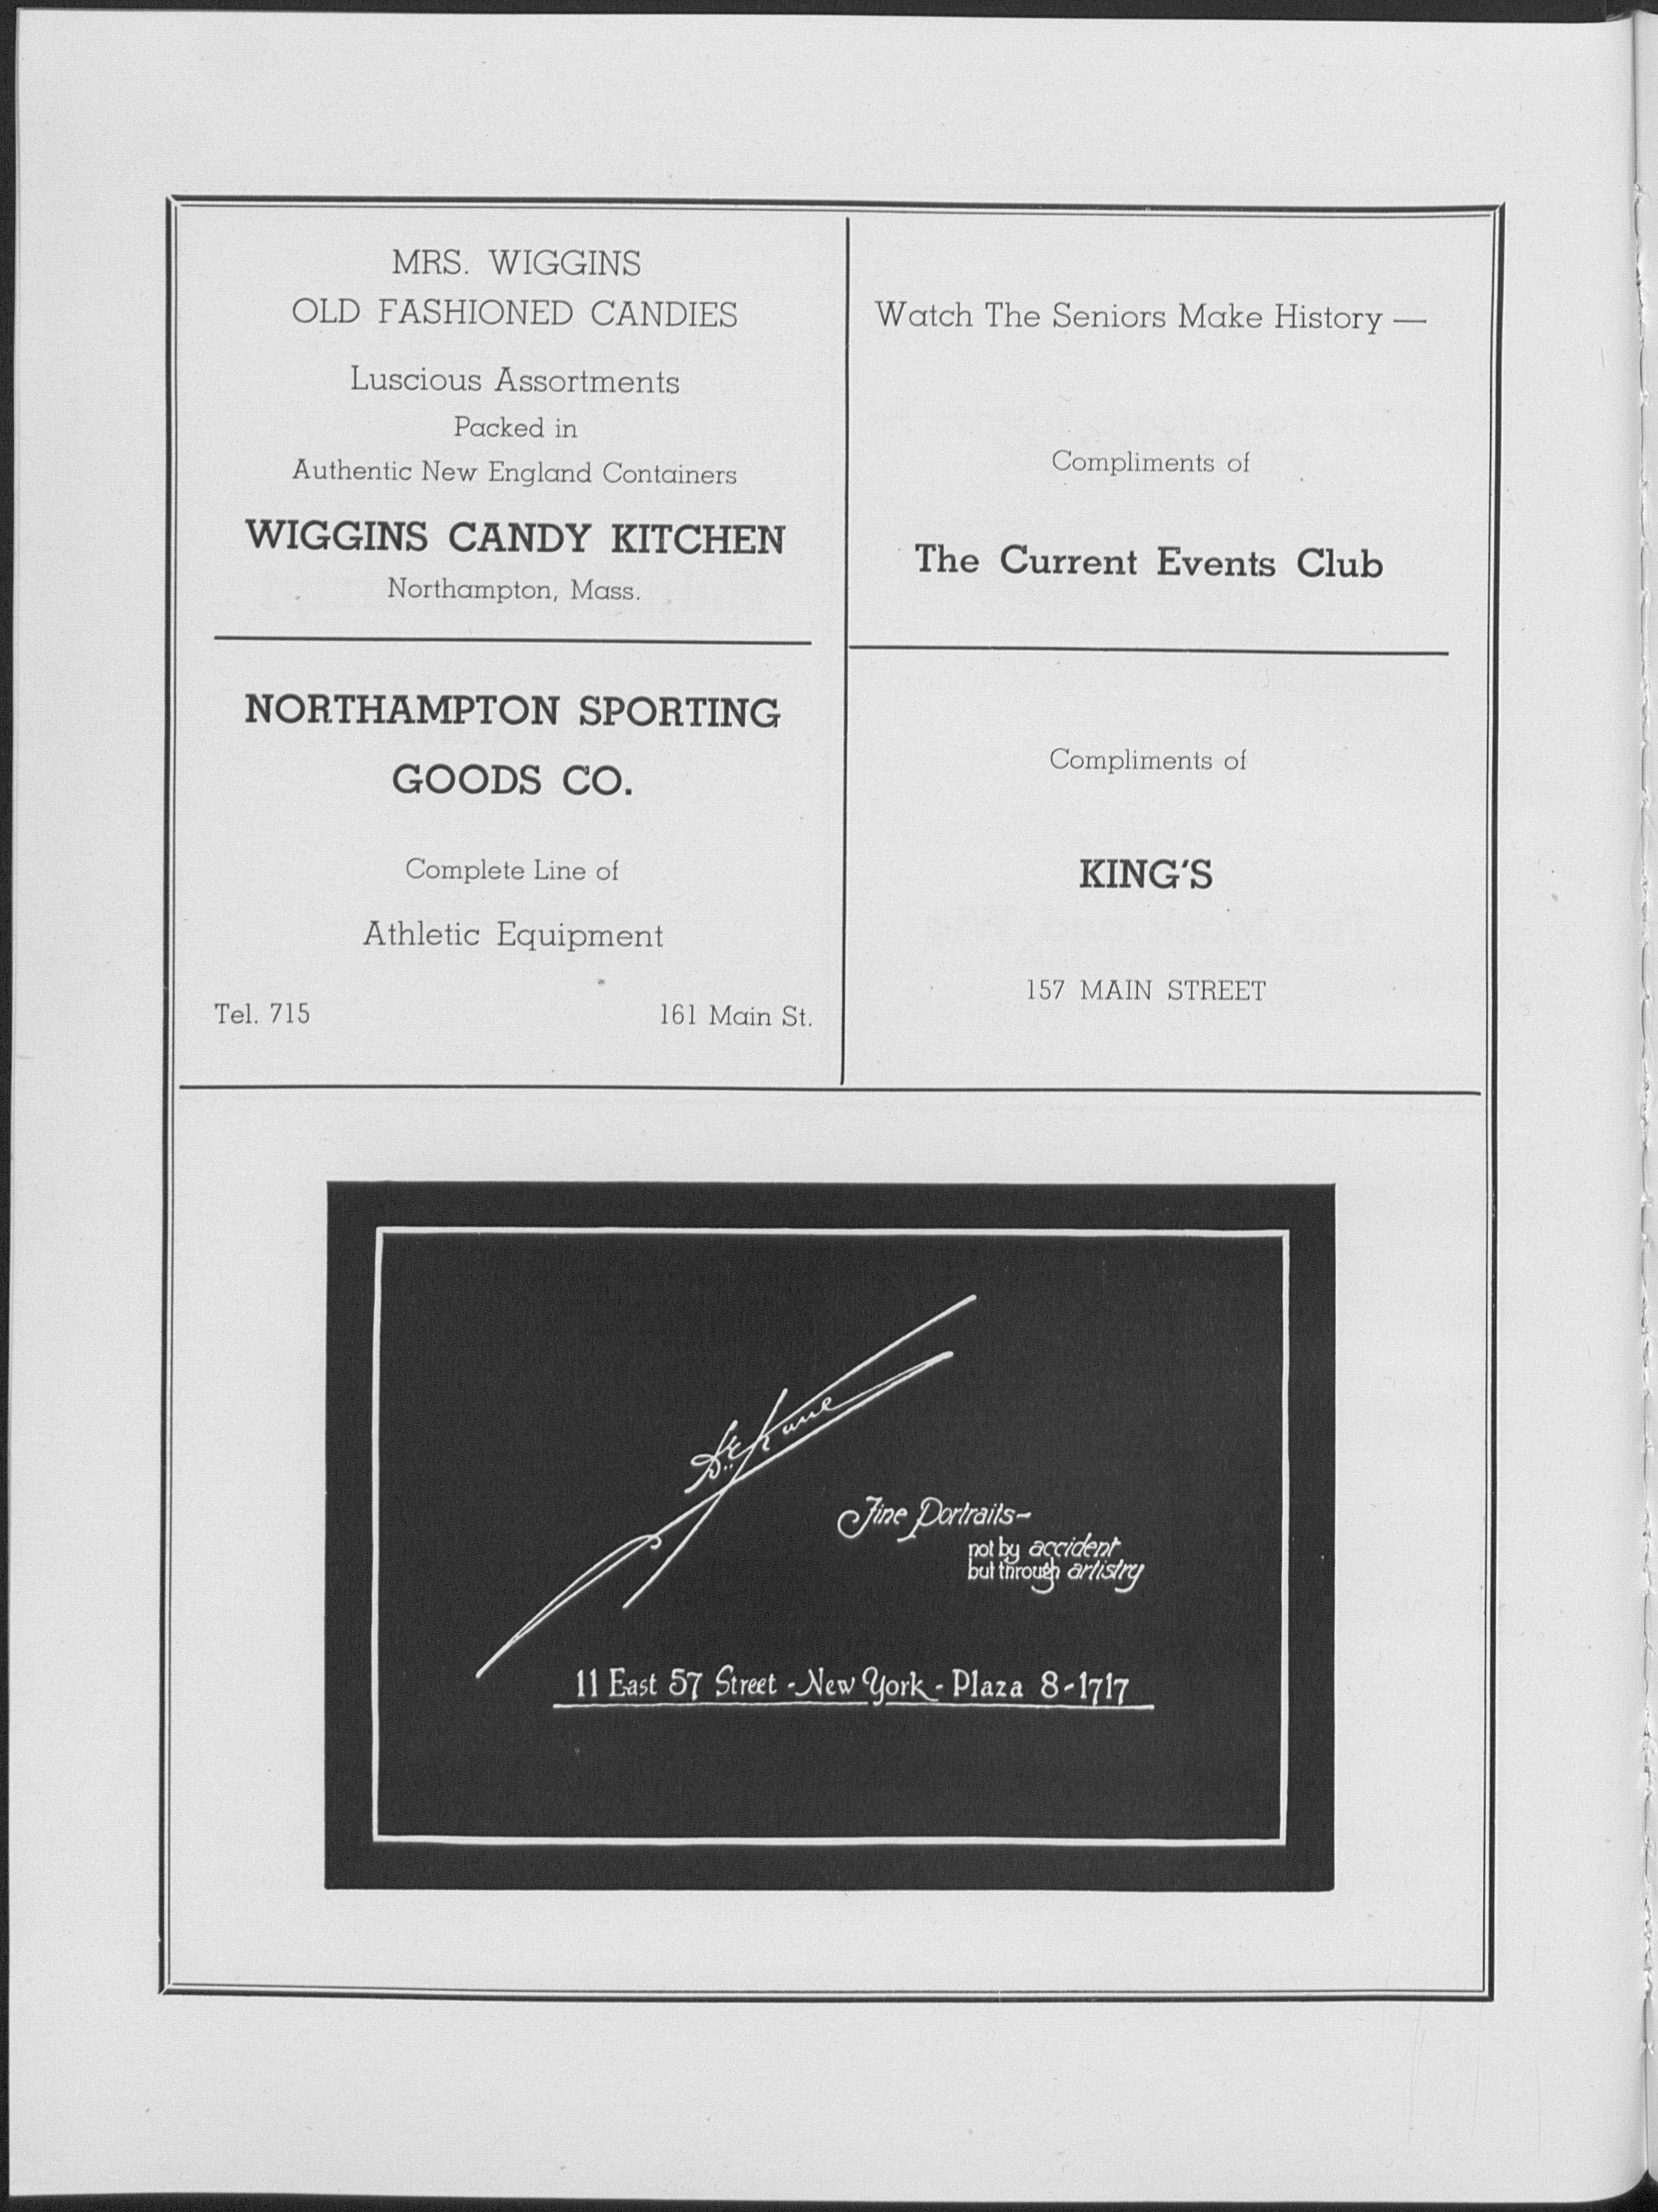 MRS. WIGGINS
OLD FASHIONED CANDIES
Luscious Assortments
Packed in
Authentic New England Containers
WIGGINS CANDY KITCHEN
Northampton, Mass.
NORTHAMPTON SPORTING
GOODS CO.
Complete Line of
Athletic Equipment
Tel. 715 161 Main St.
Watch The Seniors Make History —
Compliments of
The Current Events Club
Compliments of
KING'S
157 MAIN STREET
Fine Portraits-
not by accident
but through artistry
11 East 57 Street - New York - Plaza 8-1717